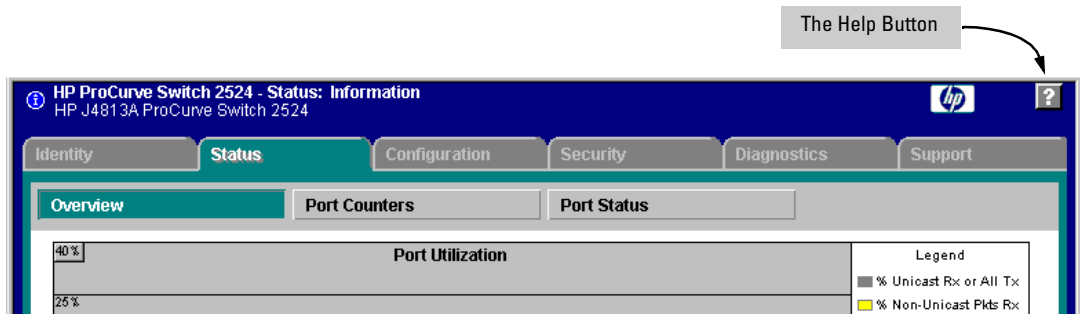 The Help Button
HP ProCurve Switch 2524 - Status: Information
HP J4813A ProCurve Switch 2524
hp
?
Identity
Status
Configuration
Security
Diagnostics
Support
Overview
Port Counters
Port Status
40%
Port Utilization
Legend
% Unicast Rx or All Tx
25%
% Non-Unicast Pkts Rx